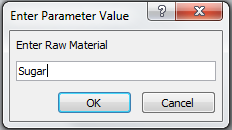 Enter Parameter Value
?
Enter Raw Material
Sugar
OK
Cancel